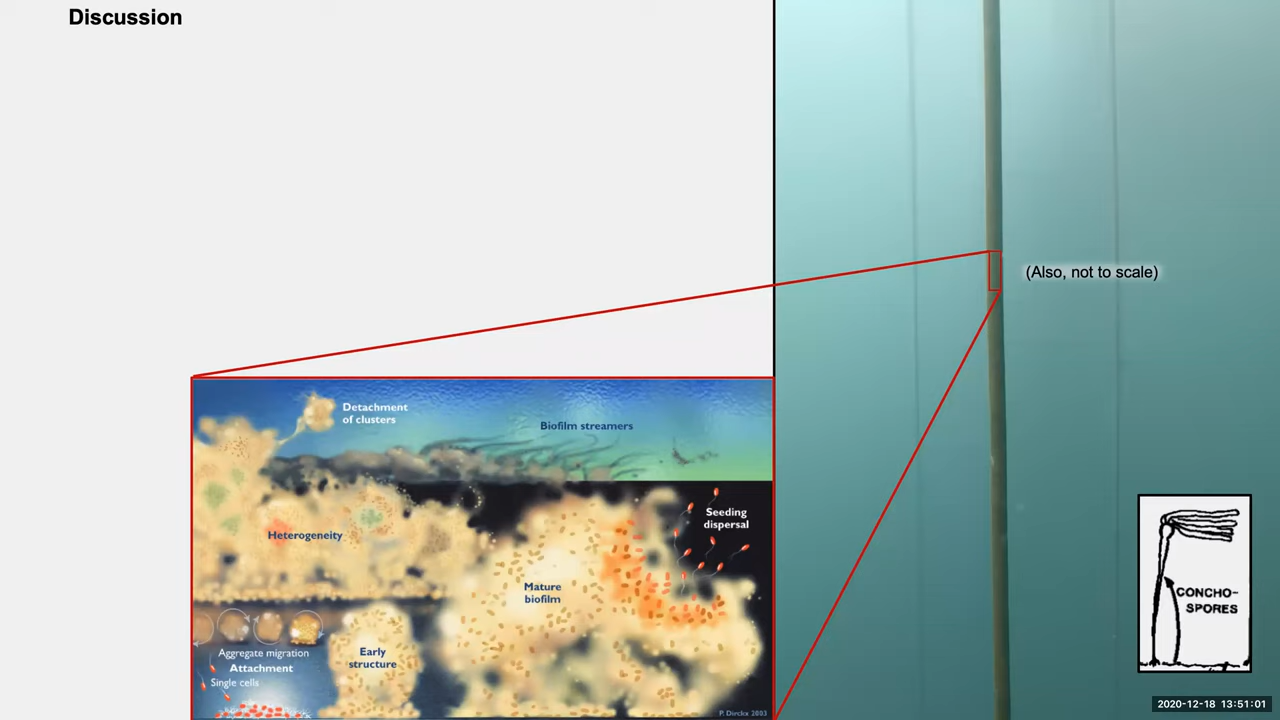 Discussion
(Also, not to scale)
Detachment
of clusters
Biofilm streamers
Seeding
dispersal
Heterogeneity
Mature
biofilm
CONCHO-
SPORES
Aggregate migration
Attachment
Single cells
Early
structure
P. Dirckx 2003
2020-12-18 13:51:01